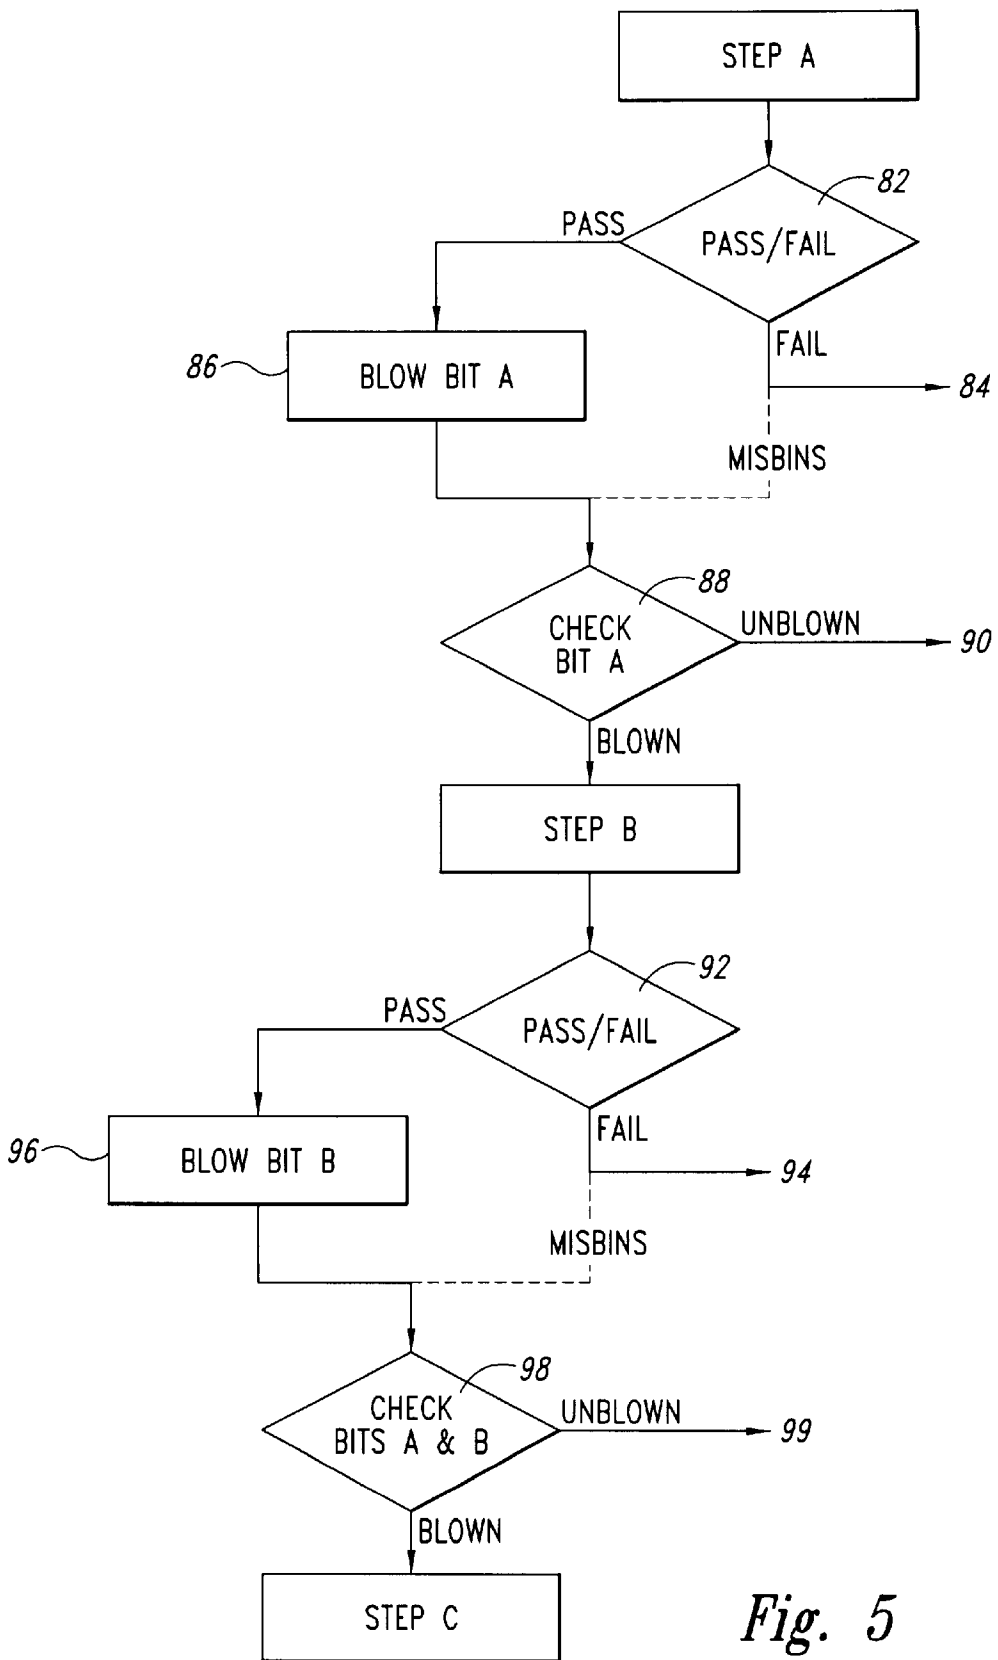 STEP A
82
PASS
PASS/FAIL
FAIL
86
BLOW BIT A
84
MISBINS
88
CHECK
BIT A
UNBLOWN
90
BLOWN
STEP B
92
PASS
PASS/FAIL
FAIL
96
BLOW BIT B
94
MISBINS
98
CHECK
BITS A & B
UNBLOWN
99
BLOWN
STEP C
Fig. 5